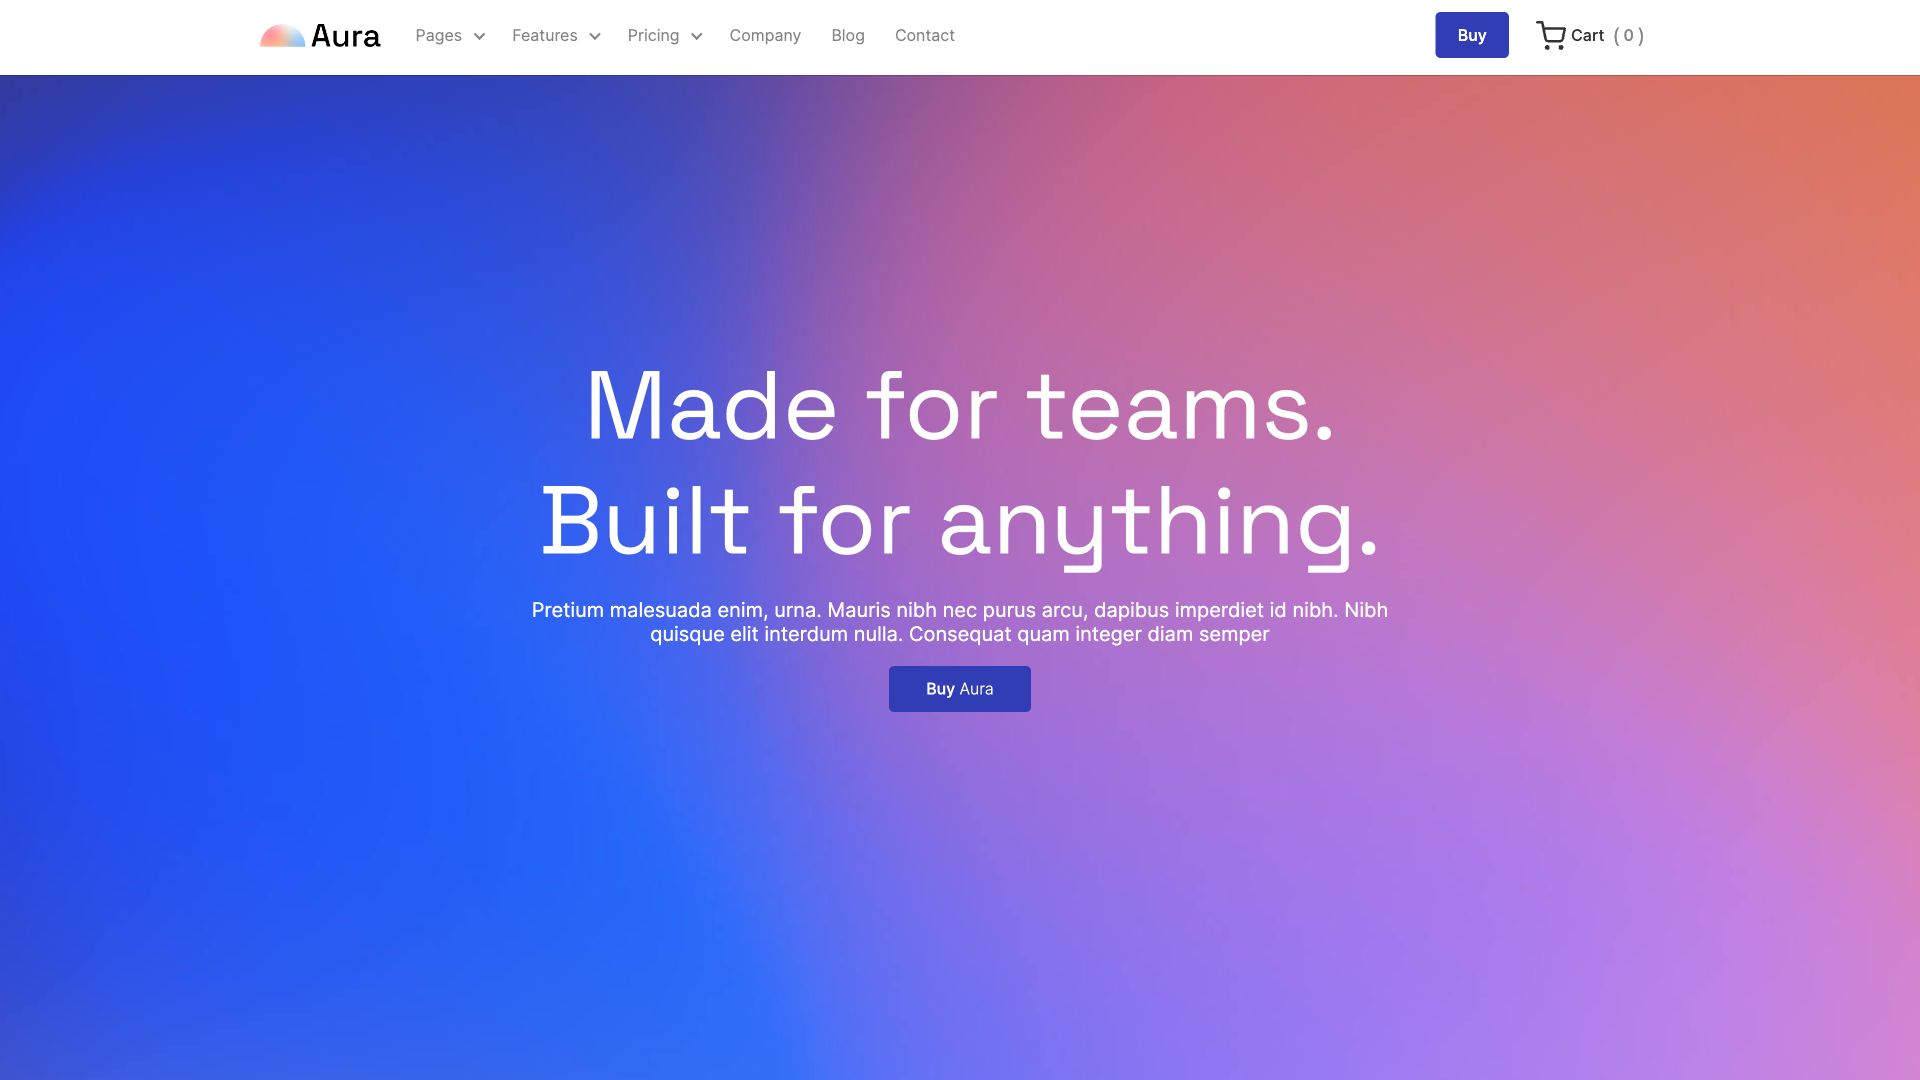 Aura Pages Features Pricing Company Blog Contact Buy Cart ( 0 )
Made for teams.
Built for anything.
Pretium malesuada enim, urna. Mauris nibh nec purus arcu, dapibus imperdiet id nibh. Nibh
quisque elit interdum nulla. Consequat quam integer diam semper
Buy Aura